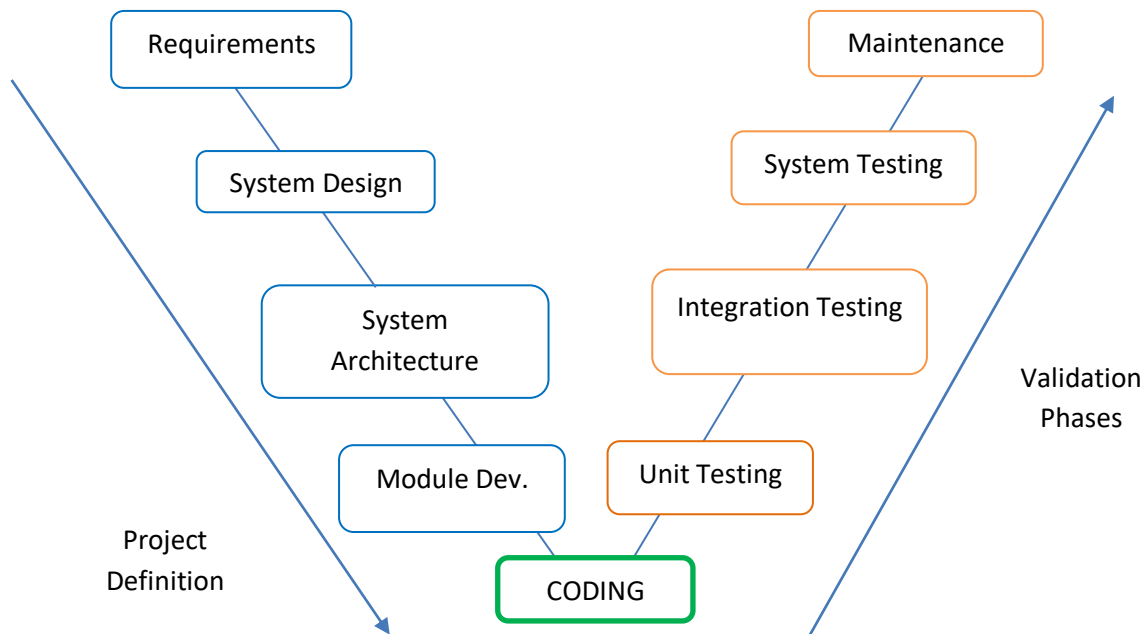 Requirements
Maintenance
System Design
System Testing
System
Architecture
Integration Testing
Module Dev.
Unit Testing
Project
Definition
Validation
Phases
CODING